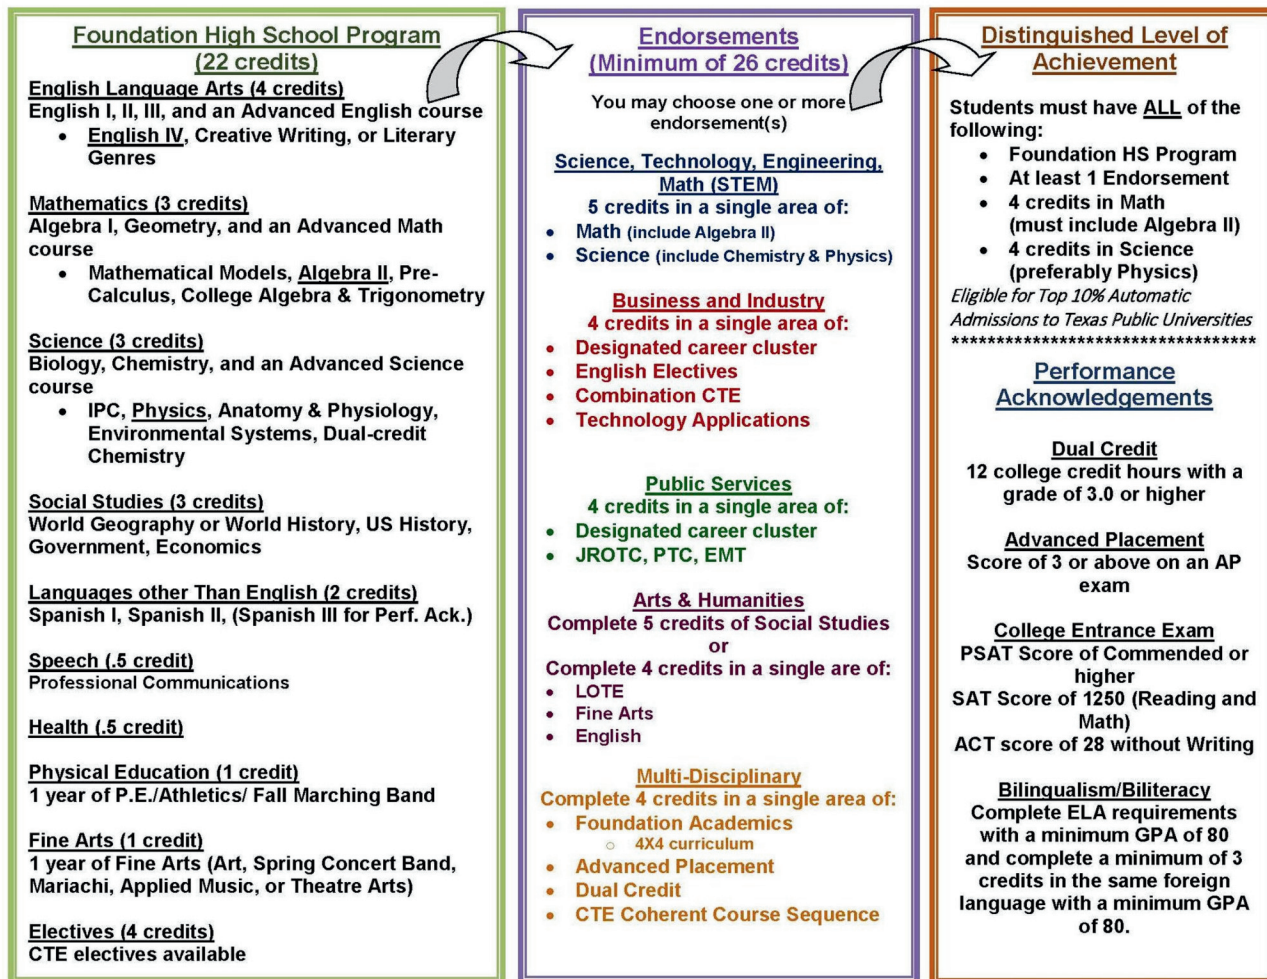 Foundation High School Program
(22 credits)
English Language Arts (4 credits)
English I, II, III, and an Advanced English course
• English IV, Creative Writing, or Literary
Genres
Mathematics (3 credits)
Algebra I, Geometry, and an Advanced Math
course
• Mathematical Models, Algebra II, Pre-
Calculus, College Algebra & Trigonometry
Science (3 credits)
Biology, Chemistry, and an Advanced Science
course
• IPC, Physics, Anatomy & Physiology,
Environmental Systems, Dual-credit
Chemistry
Social Studies (3 credits)
World Geography or World History, US History,
Government, Economics
Languages other Than English (2 credits)
Spanish I, Spanish II, (Spanish III for Perf. Ack.)
Speech (.5 credit)
Professional Communications
Health (.5 credit)
Physical Education (1 credit)
1 year of P.E./Athletics/ Fall Marching Band
Fine Arts (1 credit)
1 year of Fine Arts (Art, Spring Concert Band,
Mariachi, Applied Music, or Theatre Arts)
Electives (4 credits)
CTE electives available
Endorsements
(Minimum of 26 credits)
You may choose one or more
endorsement(s)
Science, Technology, Engineering,
Math (STEM)
5 credits in a single area of:
• Math (include Algebra II)
• Science (include Chemistry & Physics)
Business and Industry
4 credits in a single area of:
• Designated career cluster
• English Electives
• Combination CTE
• Technology Applications
Public Services
4 credits in a single area of:
• Designated career cluster
• JROTC, PTC, EMT
Arts & Humanities
Complete 5 credits of Social Studies
or
Complete 4 credits in a single are of:
• LOTE
• Fine Arts
• English
Multi-Disciplinary
Complete 4 credits in a single area of:
• Foundation Academics
○ 4X4 curriculum
• Advanced Placement
• Dual Credit
• CTE Coherent Course Sequence
Distinguished Level of
Achievement
Students must have ALL of the
following:
• Foundation HS Program
• At least 1 Endorsement
• 4 credits in Math
(must include Algebra II)
• 4 credits in Science
(preferably Physics)
Eligible for Top 10% Automatic
Admissions to Texas Public Universities
***********************************
Performance
Acknowledgements
Dual Credit
12 college credit hours with a
grade of 3.0 or higher
Advanced Placement
Score of 3 or above on an AP
exam
College Entrance Exam
PSAT Score of Commended or
higher
SAT Score of 1250 (Reading and
Math)
ACT score of 28 without Writing
Bilingualism/Biliteracy
Complete ELA requirements
with a minimum GPA of 80
and complete a minimum of 3
credits in the same foreign
language with a minimum GPA
of 80.